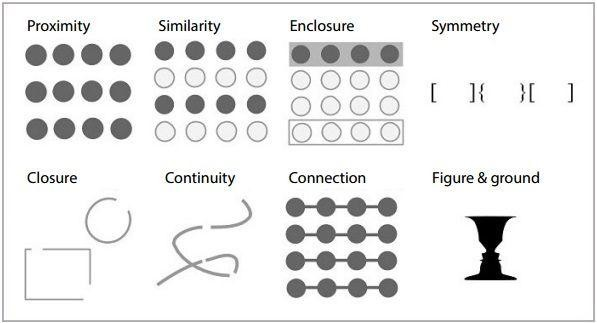 Proximity
Similarity
Enclosure
Symmetry
[ ]{ }[ ]
Closure
Continuity
Connection
Figure & ground